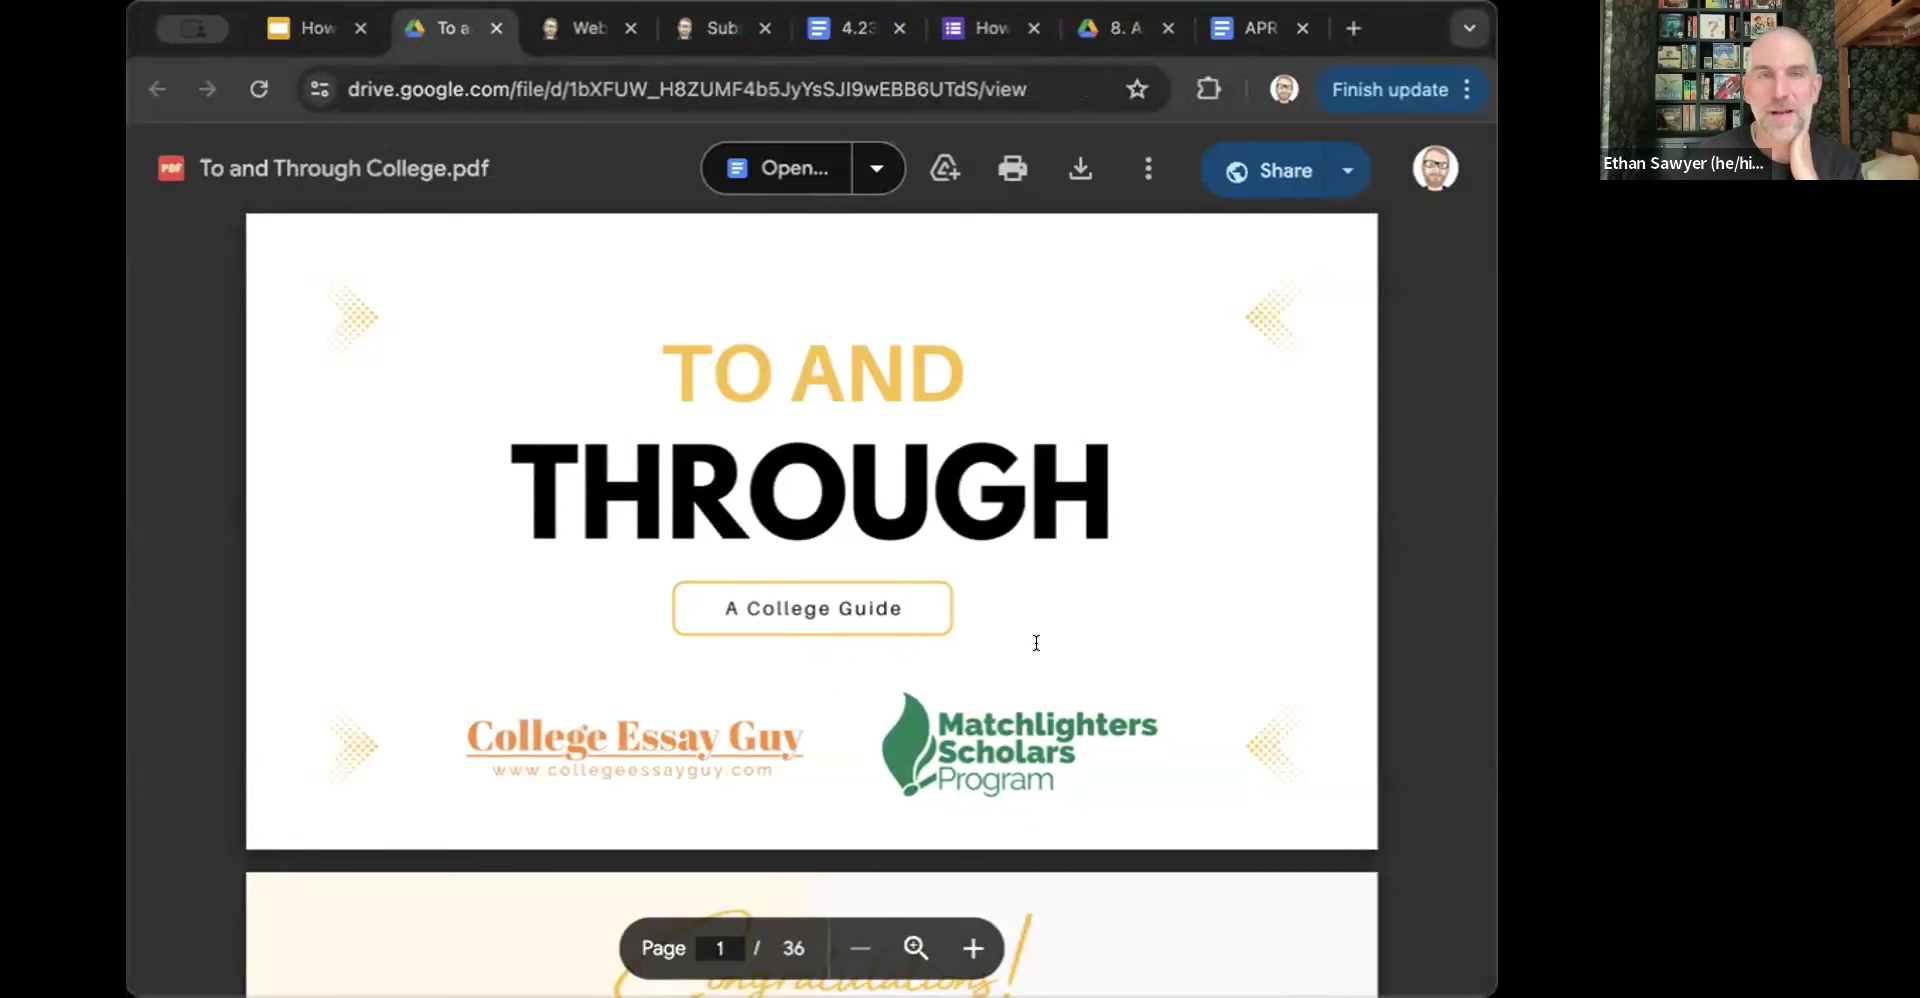 How
To a
Web
Sub
4.23
How
8. A
APR
drive.google.com/file/d/1bXFUW_H8ZUMF4b5JyYsSJI9wEBB6UTdS/view
Finish update
Ethan Sawyer (he/hi...
PDF
To and Through College.pdf
Open...
Share
TO AND
THROUGH
A College Guide
College Essay Guy
www.collegeessayguy.com
Matchlighters
Scholars
Program
Congratulations!
Page 1 / 36